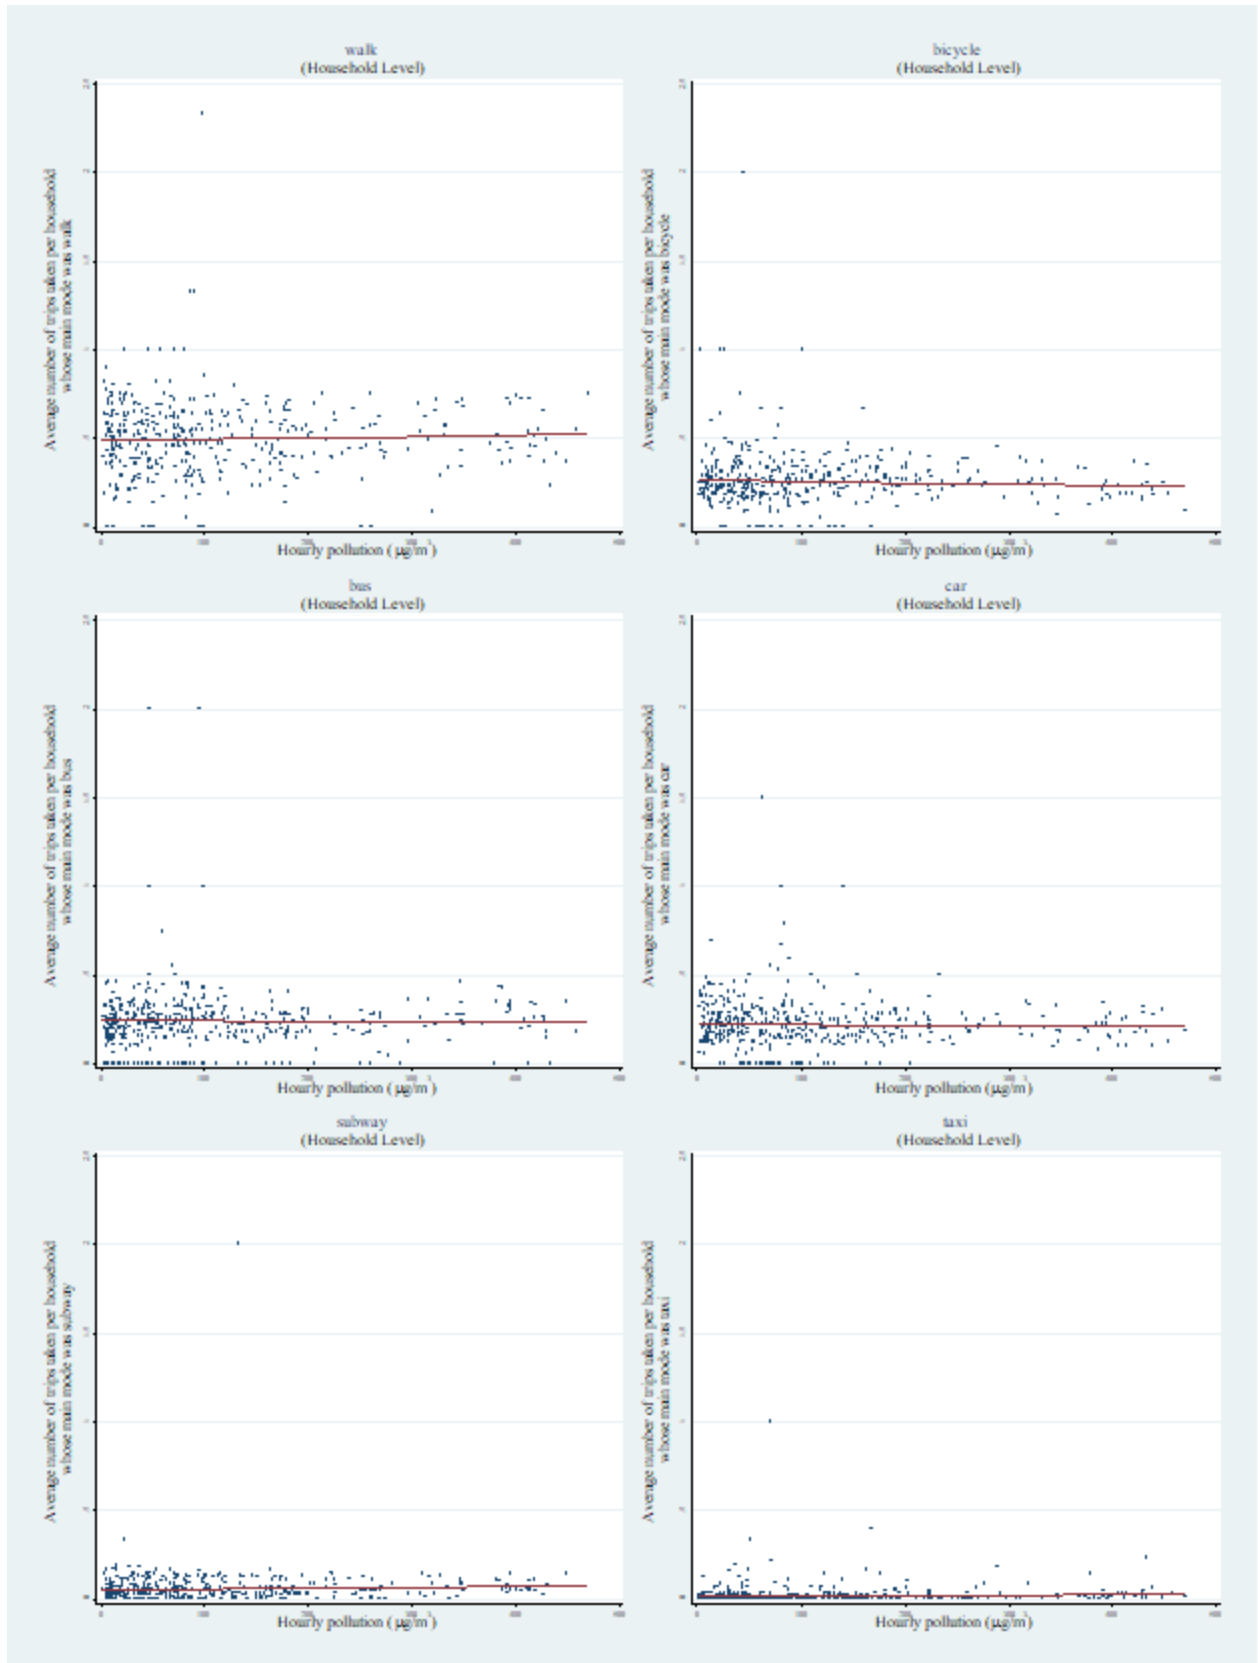 walk
(Household Level)
Average number of trips taken per household
whose main mode was walk
Hourly pollution (μg/m³)
bicycle
(Household Level)
Average number of trips taken per household
whose main mode was bicycle
Hourly pollution (μg/m³)
bus
(Household Level)
Average number of trips taken per household
whose main mode was bus
Hourly pollution (μg/m³)
car
(Household Level)
Average number of trips taken per household
whose main mode was car
Hourly pollution (μg/m³)
subway
(Household Level)
Average number of trips taken per household
whose main mode was subway
Hourly pollution (μg/m³)
taxi
(Household Level)
Average number of trips taken per household
whose main mode was taxi
Hourly pollution (μg/m³)